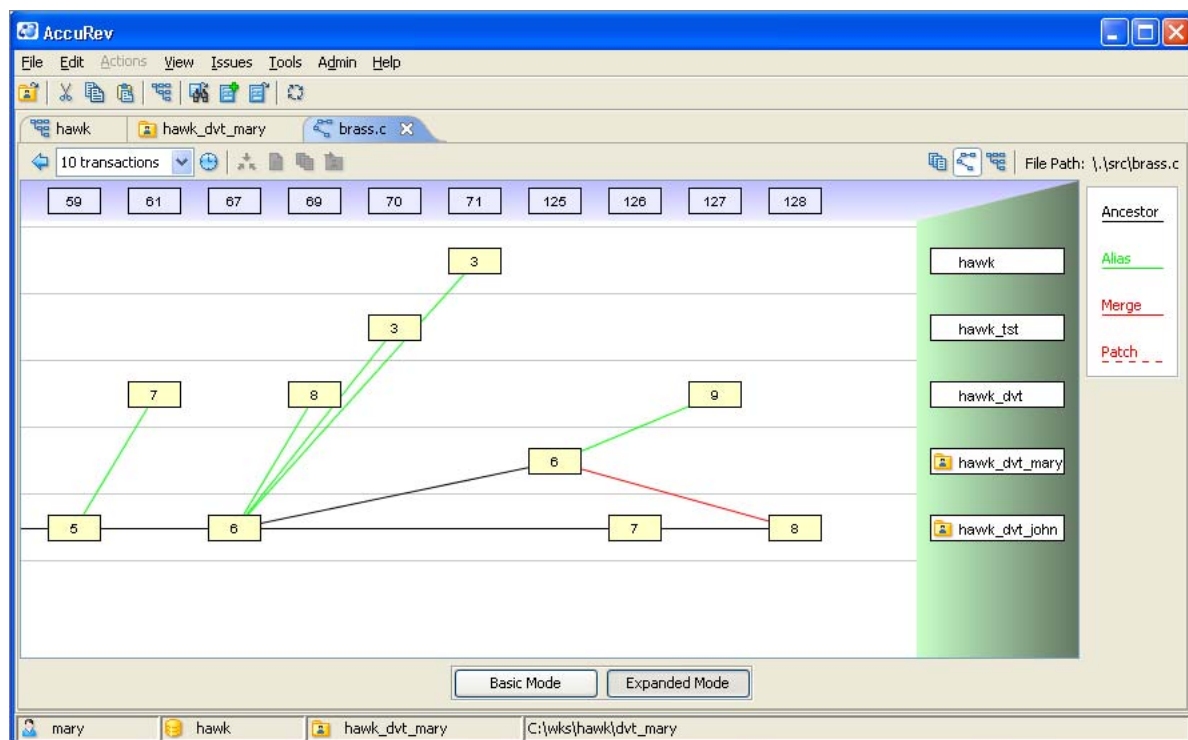 AccuRev
File Edit Actions View Issues Tools Admin Help
hawk hawk_dvt_mary brass.c
10 transactions File Path: \.\src\brass.c
59 61 67 69 70 71 125 126 127 128
Ancestor
3 hawk
Alias
Merge
3 hawk_tst
Patch
7 8 9 hawk_dvt
6 hawk_dvt_mary
5 6 7 8 hawk_dvt_john
Basic Mode Expanded Mode
mary hawk hawk_dvt_mary C:\wks\hawk\dvt_mary